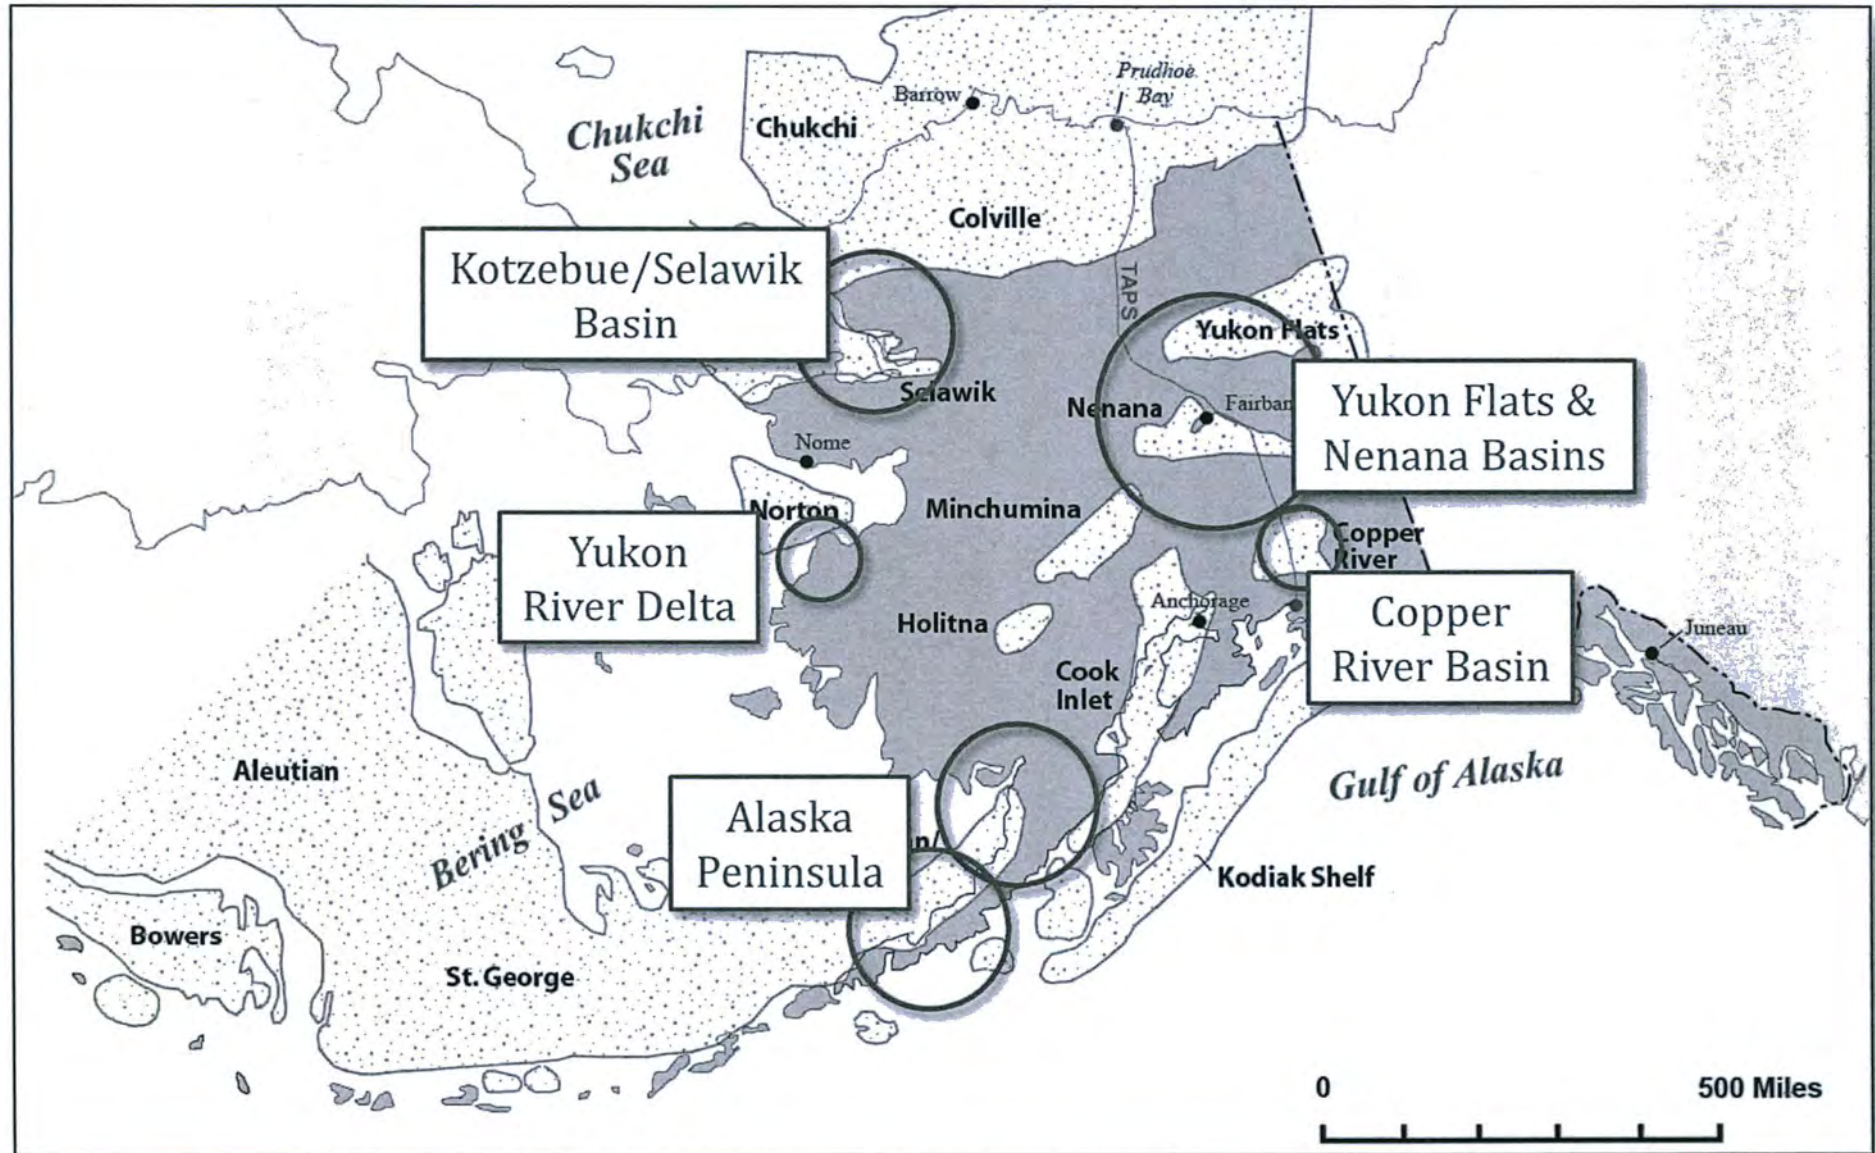 Prudhoe
Bay
Barrow
Chukchi
Sea
Chukchi
Colville
Kotzebue/Selawik
Basin
TAPS
Yukon Flats
Selawik
Nenana
Fairban
Yukon Flats &
Nenana Basins
Nome
Norton
Minchumina
Copper
River
Yukon
River Delta
Holitna
Anchorage
Copper
River Basin
Juneau
Cook
Inlet
Aleutian
Bering Sea
Gulf of Alaska
Alaska
Peninsula
n/
Kodiak Shelf
Bowers
St. George
0
500 Miles